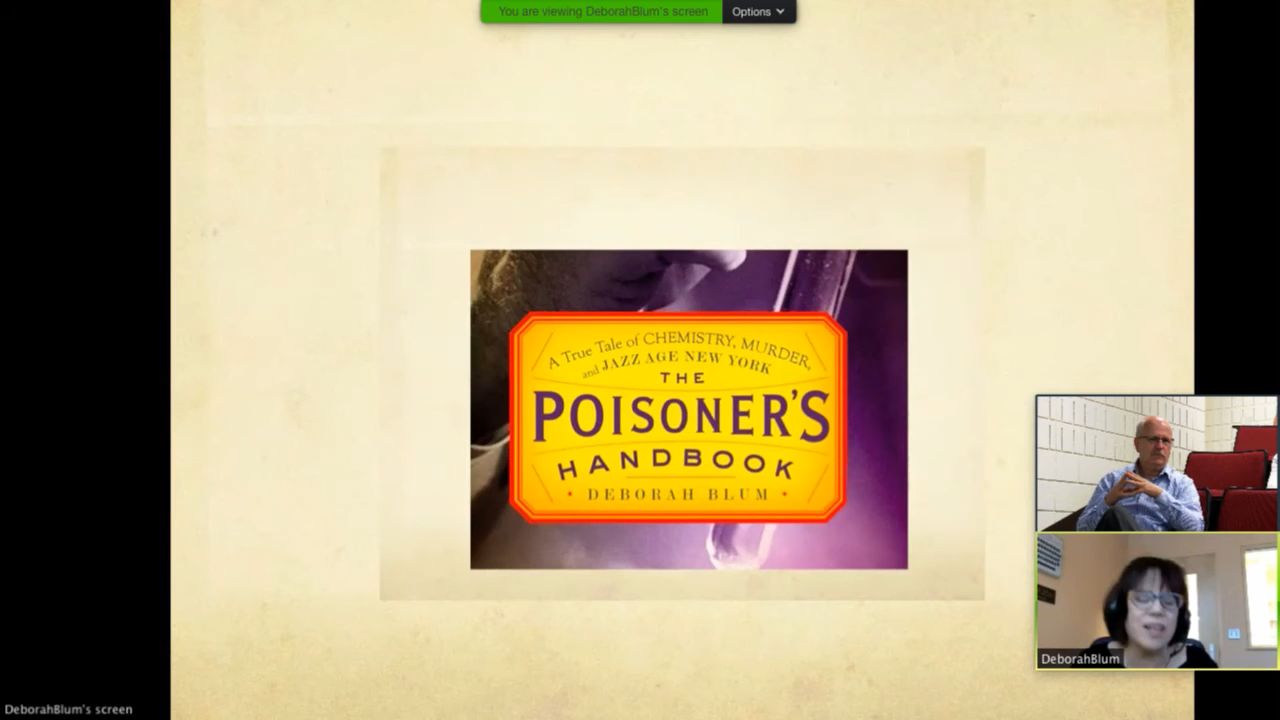 You are viewing DeborahBlum's screen
Options
A True Tale of CHEMISTRY, MURDER,
and JAZZ AGE NEW YORK
THE
POISONER'S
HANDBOOK
• DEBORAH BLUM •
DeborahBlum
DeborahBlum's screen